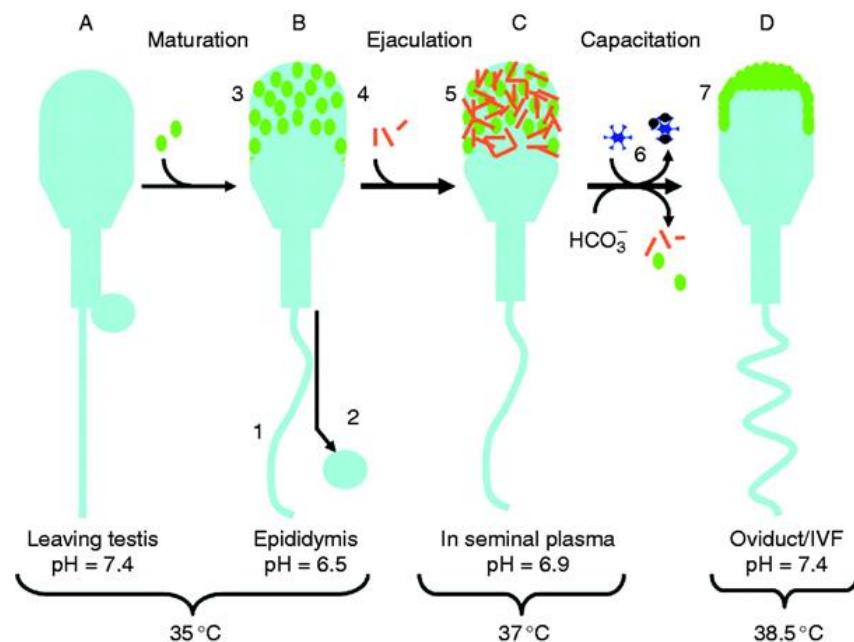 A B C D
Maturation Ejaculation Capacitation
3 4 5 7
6
HCO₃⁻
1 2
Leaving testis Epididymis In seminal plasma Oviduct/IVF
pH = 7.4 pH = 6.5 pH = 6.9 pH = 7.4
35 °C 37 °C 38.5 °C